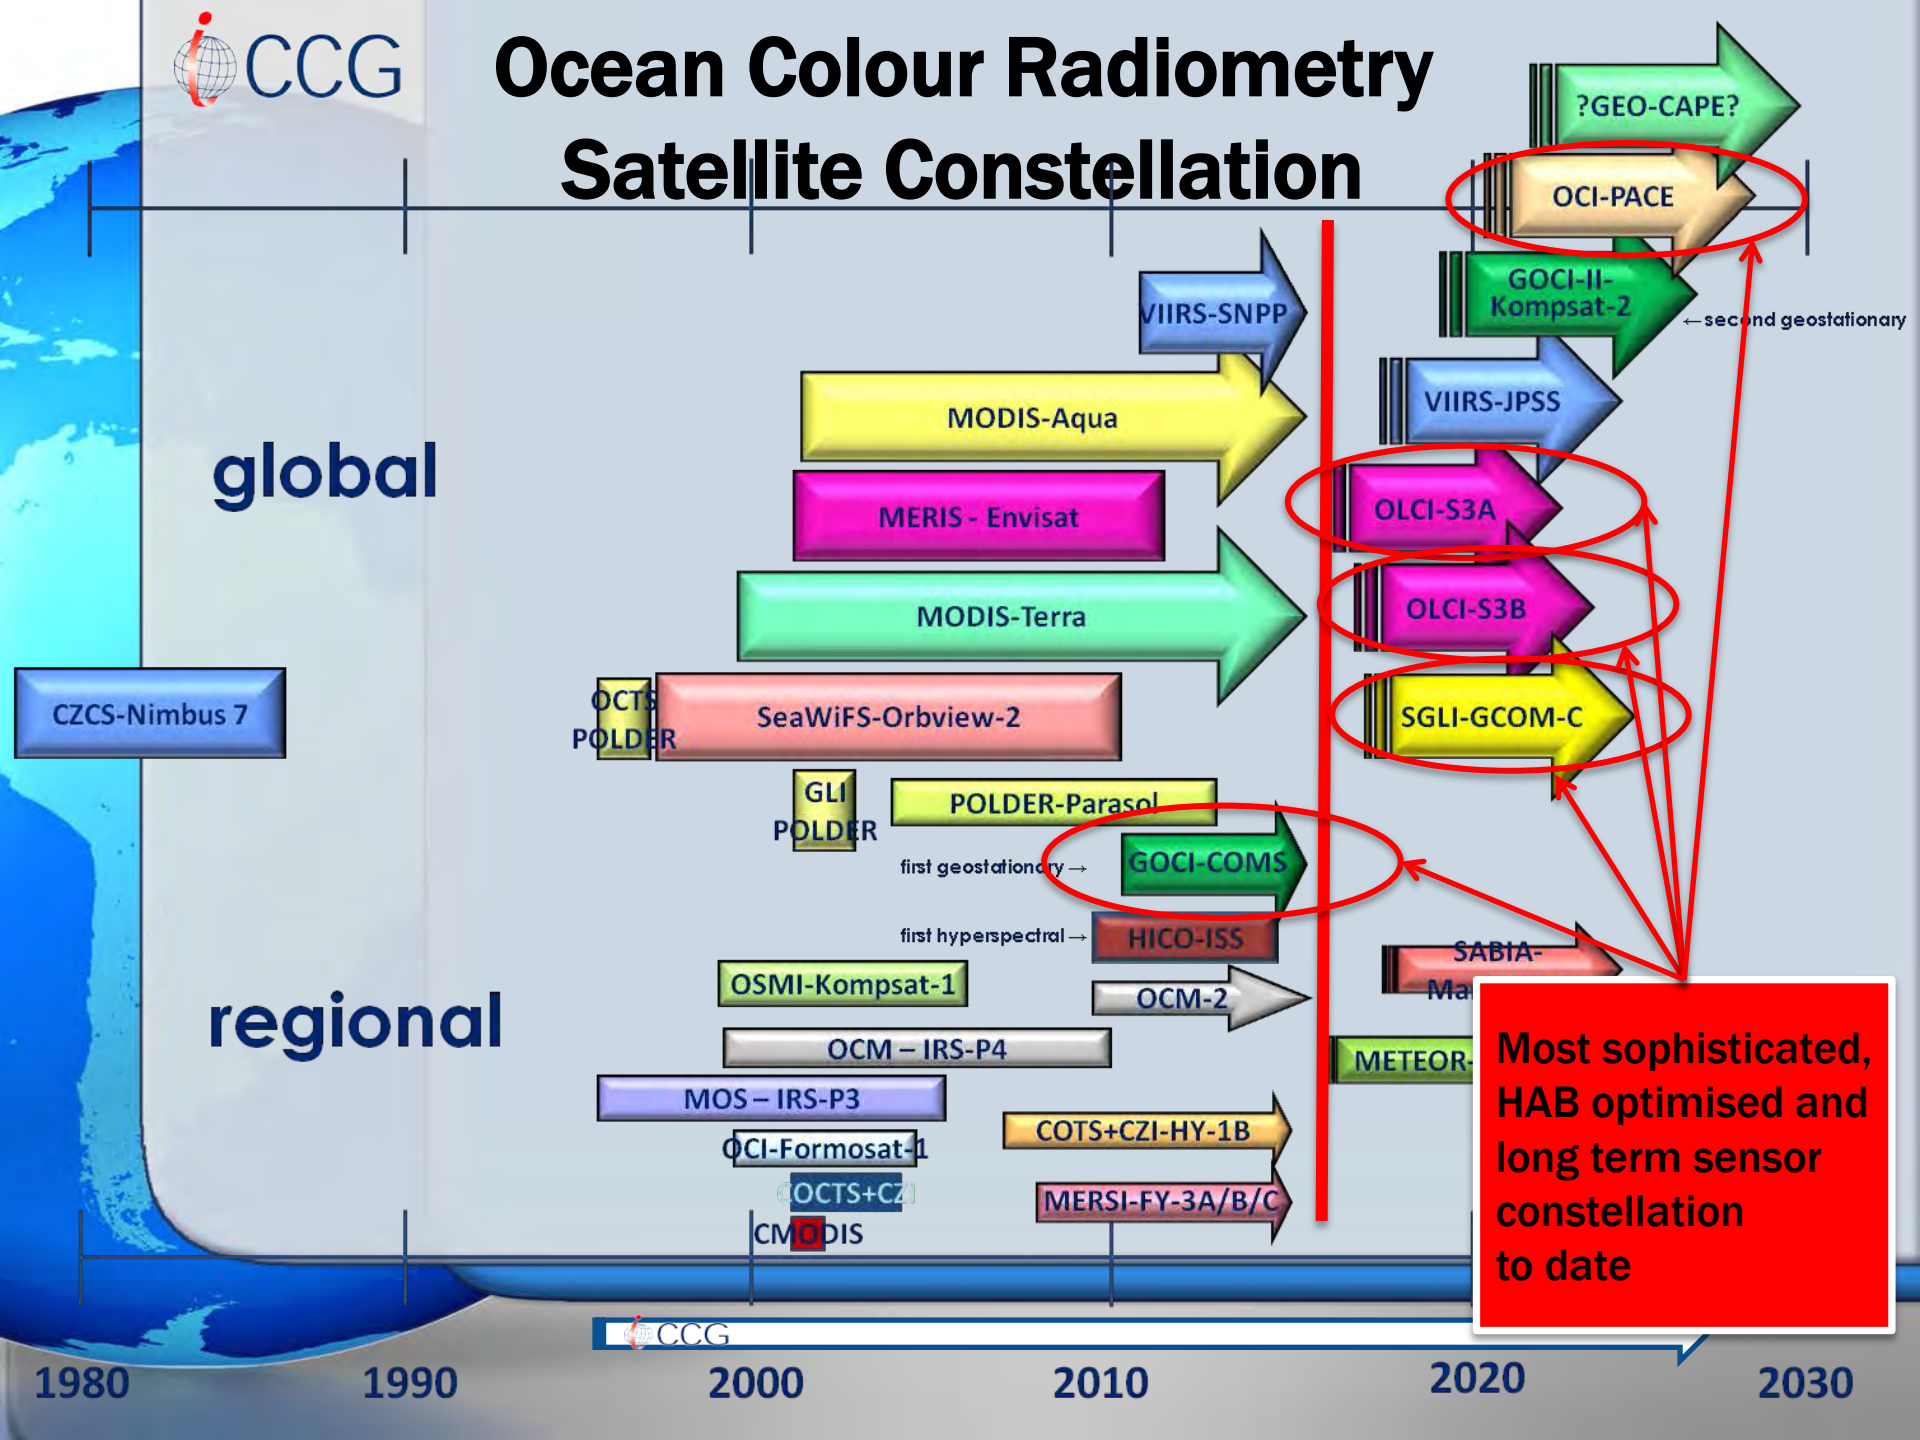 iCCG
Ocean Colour Radiometry
Satellite Constellation
?GEO-CAPE?
OCI-PACE
GOCI-II-
Kompsat-2
←second geostationary
VIIRS-SNPP
VIIRS-JPSS
MODIS-Aqua
global
MERIS - Envisat
OLCI-S3A
MODIS-Terra
OLCI-S3B
CZCS-Nimbus 7
OCTS
POLDER
SeaWiFS-Orbview-2
SGLI-GCOM-C
GLI
POLDER
POLDER-Parasol
first geostationary →
GOCI-COMS
first hyperspectral →
HICO-ISS
SABIA-
OSMI-Kompsat-1
OCM-2
regional
OCM – IRS-P4
METEOR-
MOS – IRS-P3
COTS+CZI-HY-1B
OCI-Formosat-1
COCTS+CZI
MERSI-FY-3A/B/C
CMODIS
Most sophisticated,
HAB optimised and
long term sensor
constellation
to date
iCCG
1980 1990 2000 2010 2020 2030